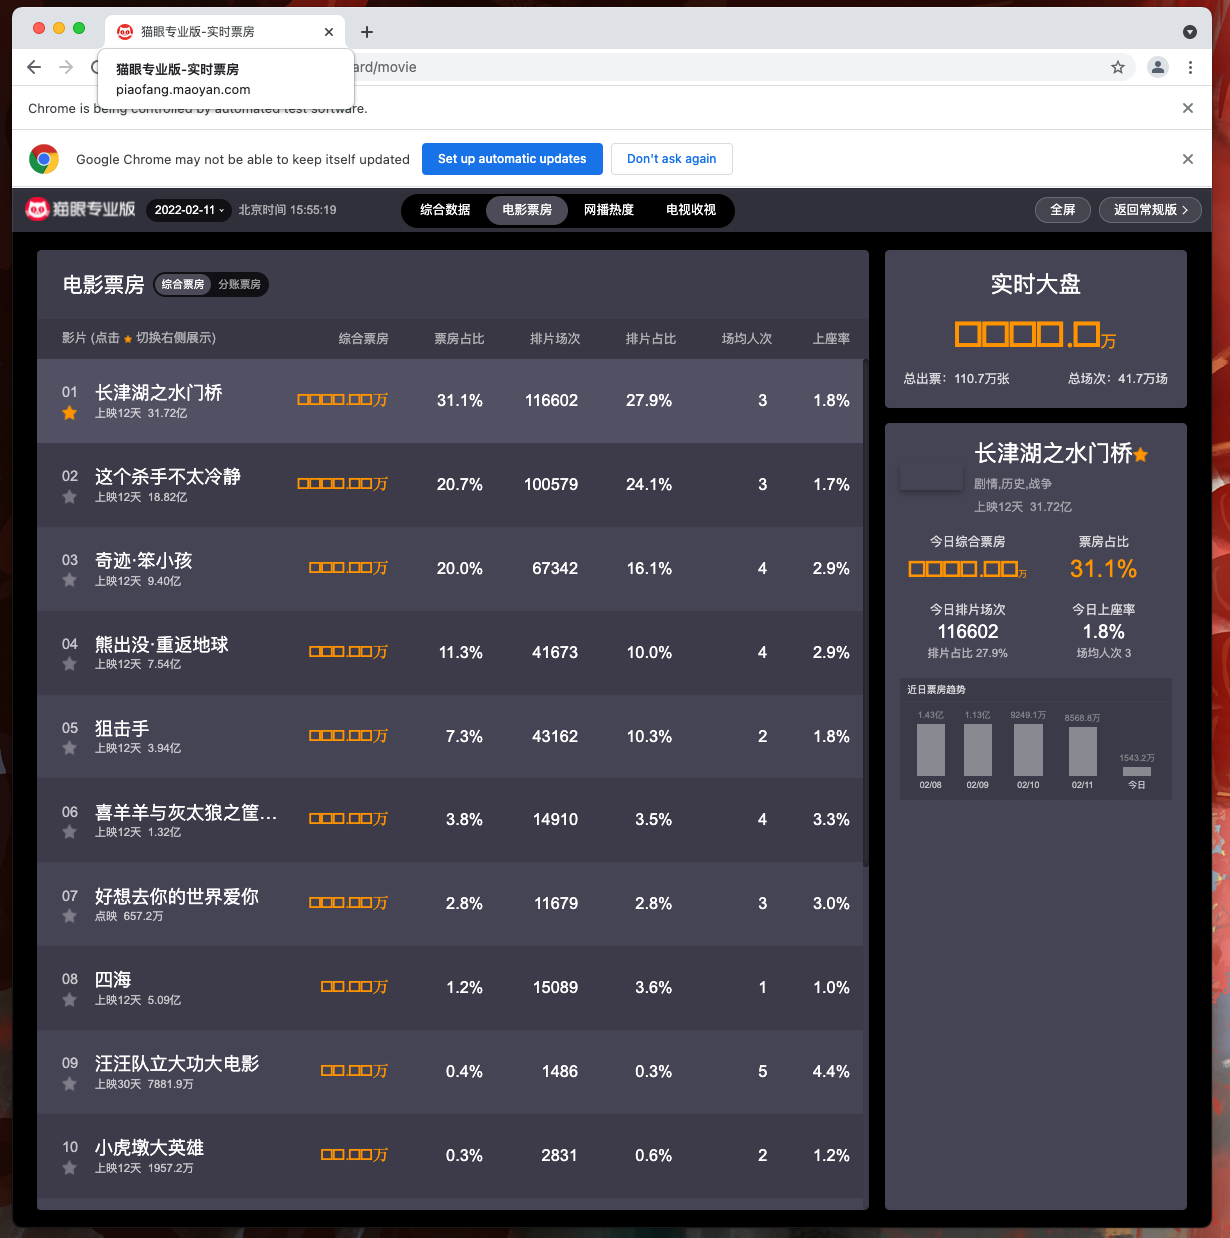 猫眼专业版-实时票房
猫眼专业版-实时票房
piaofang.maoyan.com
ard/movie
Chrome is being controlled by automated test software.
Google Chrome may not be able to keep itself updated
Set up automatic updates
Don't ask again
猫眼专业版
2022-02-11
北京时间 15:55:19
综合数据
电影票房
网播热度
电视收视
全屏
返回常规版
电影票房
综合票房
分账票房
影片 (点击★切换右侧展示)
综合票房
票房占比
排片场次
排片占比
场均人次
上座率
01 长津湖之水门桥 □□□□.□□万 31.1% 116602 27.9% 3 1.8%
上映12天 31.72亿
02 这个杀手不太冷静 □□□□.□□万 20.7% 100579 24.1% 3 1.7%
上映12天 18.82亿
03 奇迹·笨小孩 □□□.□□万 20.0% 67342 16.1% 4 2.9%
上映12天 9.40亿
04 熊出没·重返地球 □□□.□□万 11.3% 41673 10.0% 4 2.9%
上映12天 7.54亿
05 狙击手 □□□.□□万 7.3% 43162 10.3% 2 1.8%
上映12天 3.94亿
06 喜羊羊与灰太狼之筐... □□□.□□万 3.8% 14910 3.5% 4 3.3%
上映12天 1.32亿
07 好想去你的世界爱你 □□□.□□万 2.8% 11679 2.8% 3 3.0%
点映 657.2万
08 四海 □□.□□万 1.2% 15089 3.6% 1 1.0%
上映12天 5.09亿
09 汪汪队立大功大电影 □□.□□万 0.4% 1486 0.3% 5 4.4%
上映30天 7881.9万
10 小虎墩大英雄 □□.□□万 0.3% 2831 0.6% 2 1.2%
上映12天 1957.2万
实时大盘
□□□□.□万
总出票：110.7万张
总场次：41.7万场
长津湖之水门桥
剧情,历史,战争
上映12天 31.72亿
今日综合票房
票房占比
□□□□.□□万
31.1%
今日排片场次
今日上座率
116602
1.8%
排片占比 27.9%
场均人次 3
近日票房趋势
1.43亿 1.13亿 9249.1万 8568.8万 1543.2万
02/08 02/09 02/10 02/11 今日